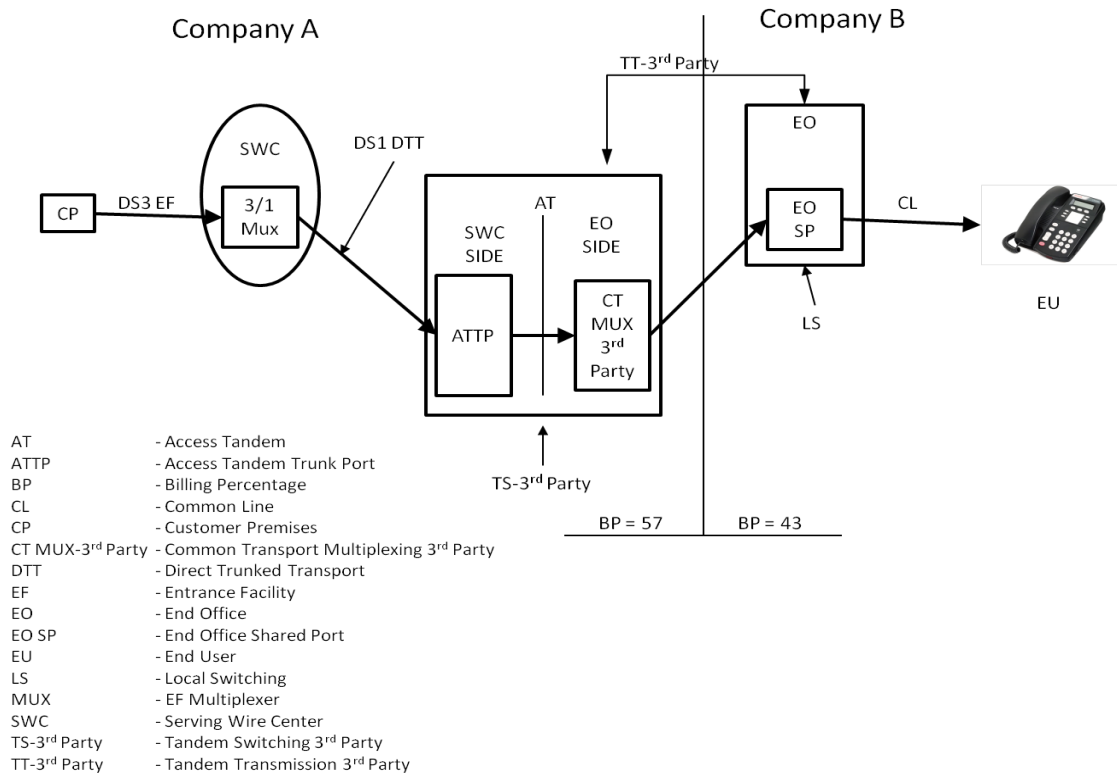 Company A
Company B
TT-3rd Party
EO
SWC
DS1 DTT
CP
DS3 EF
3/1
Mux
AT
SWC
SIDE
EO
SIDE
EO
SP
CL
EU
LS
ATTP
CT
MUX
3rd
Party
TS-3rd Party
BP = 57
BP = 43
AT - Access Tandem
ATTP - Access Tandem Trunk Port
BP - Billing Percentage
CL - Common Line
CP - Customer Premises
CT MUX-3rd Party - Common Transport Multiplexing 3rd Party
DTT - Direct Trunked Transport
EF - Entrance Facility
EO - End Office
EO SP - End Office Shared Port
EU - End User
LS - Local Switching
MUX - EF Multiplexer
SWC - Serving Wire Center
TS-3rd Party - Tandem Switching 3rd Party
TT-3rd Party - Tandem Transmission 3rd Party